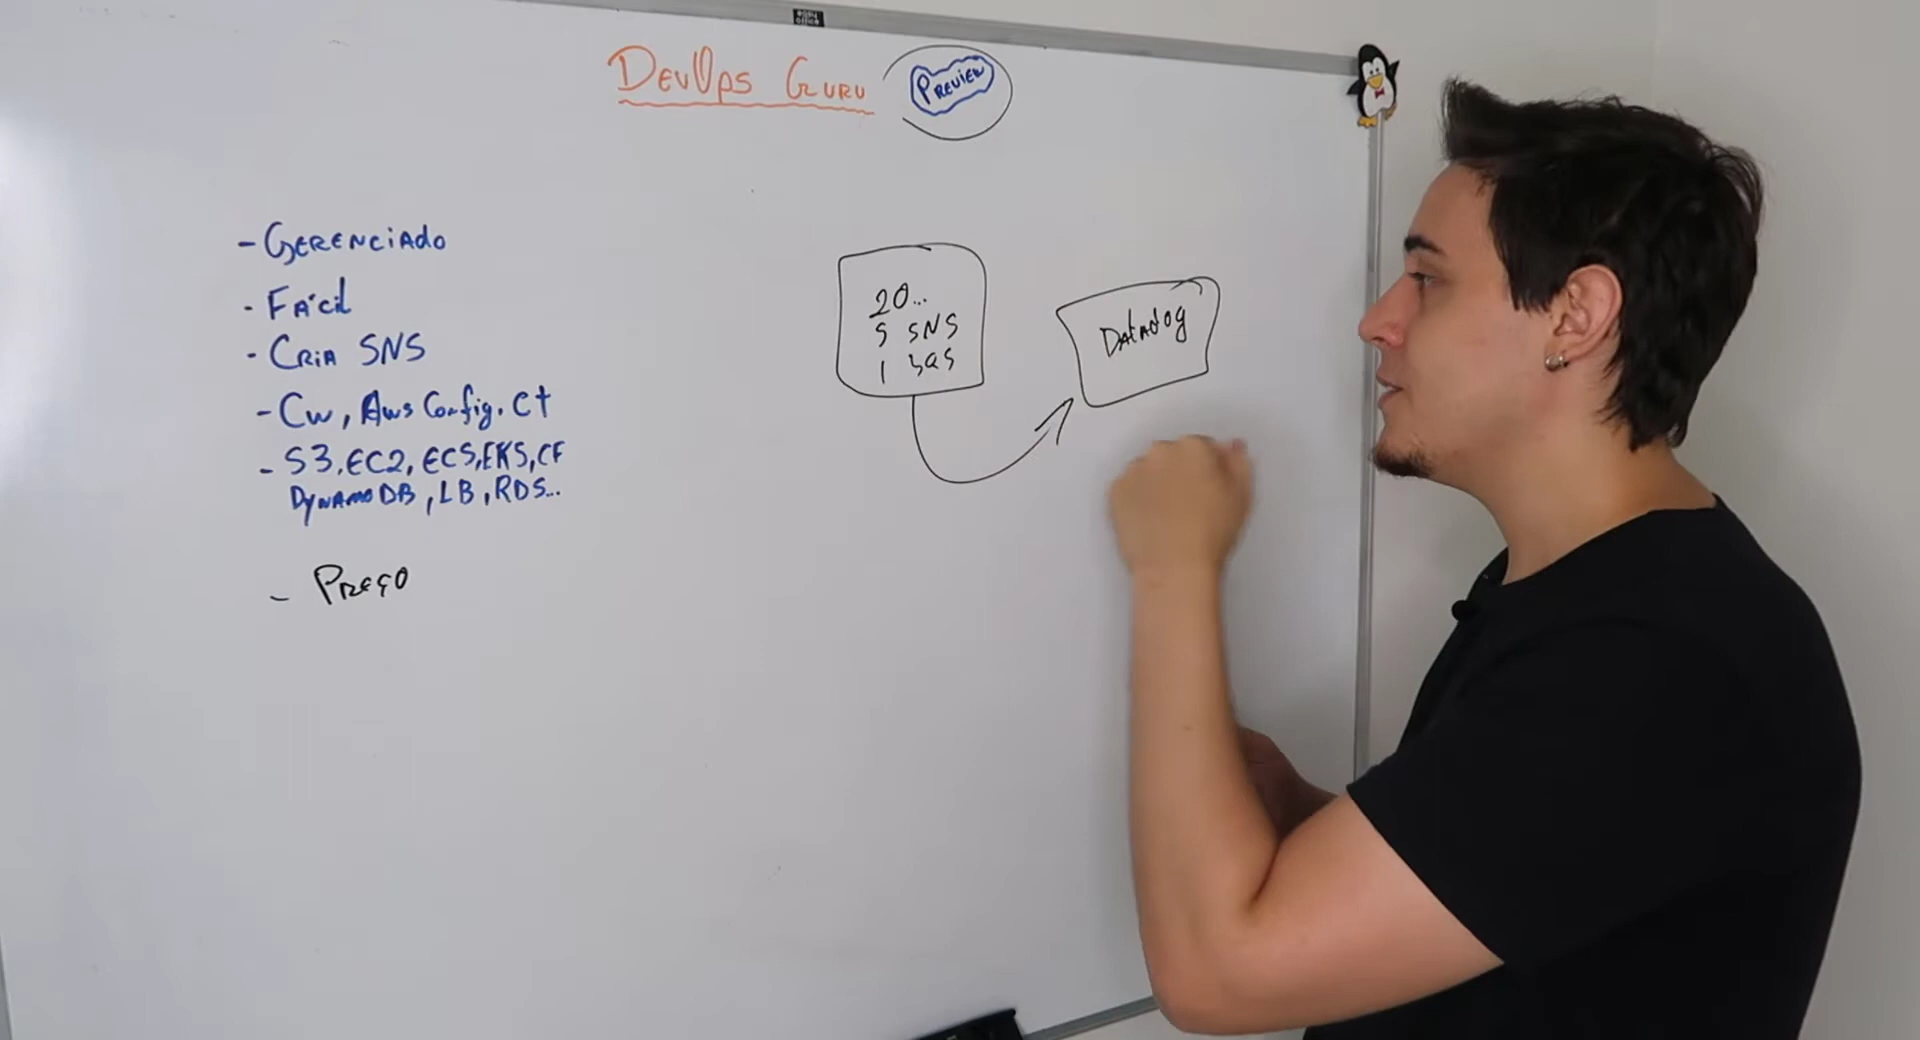 DevOps Guru
Preview
- Gerenciado
- Fácil
- Cria SNS
- Cw, Aws Config, Ct
- S3, EC2, ECS, EKS, CF
DynamoDB, LB, RDS...
- Preço
20...
5 SNS
1 SQS
Datadog